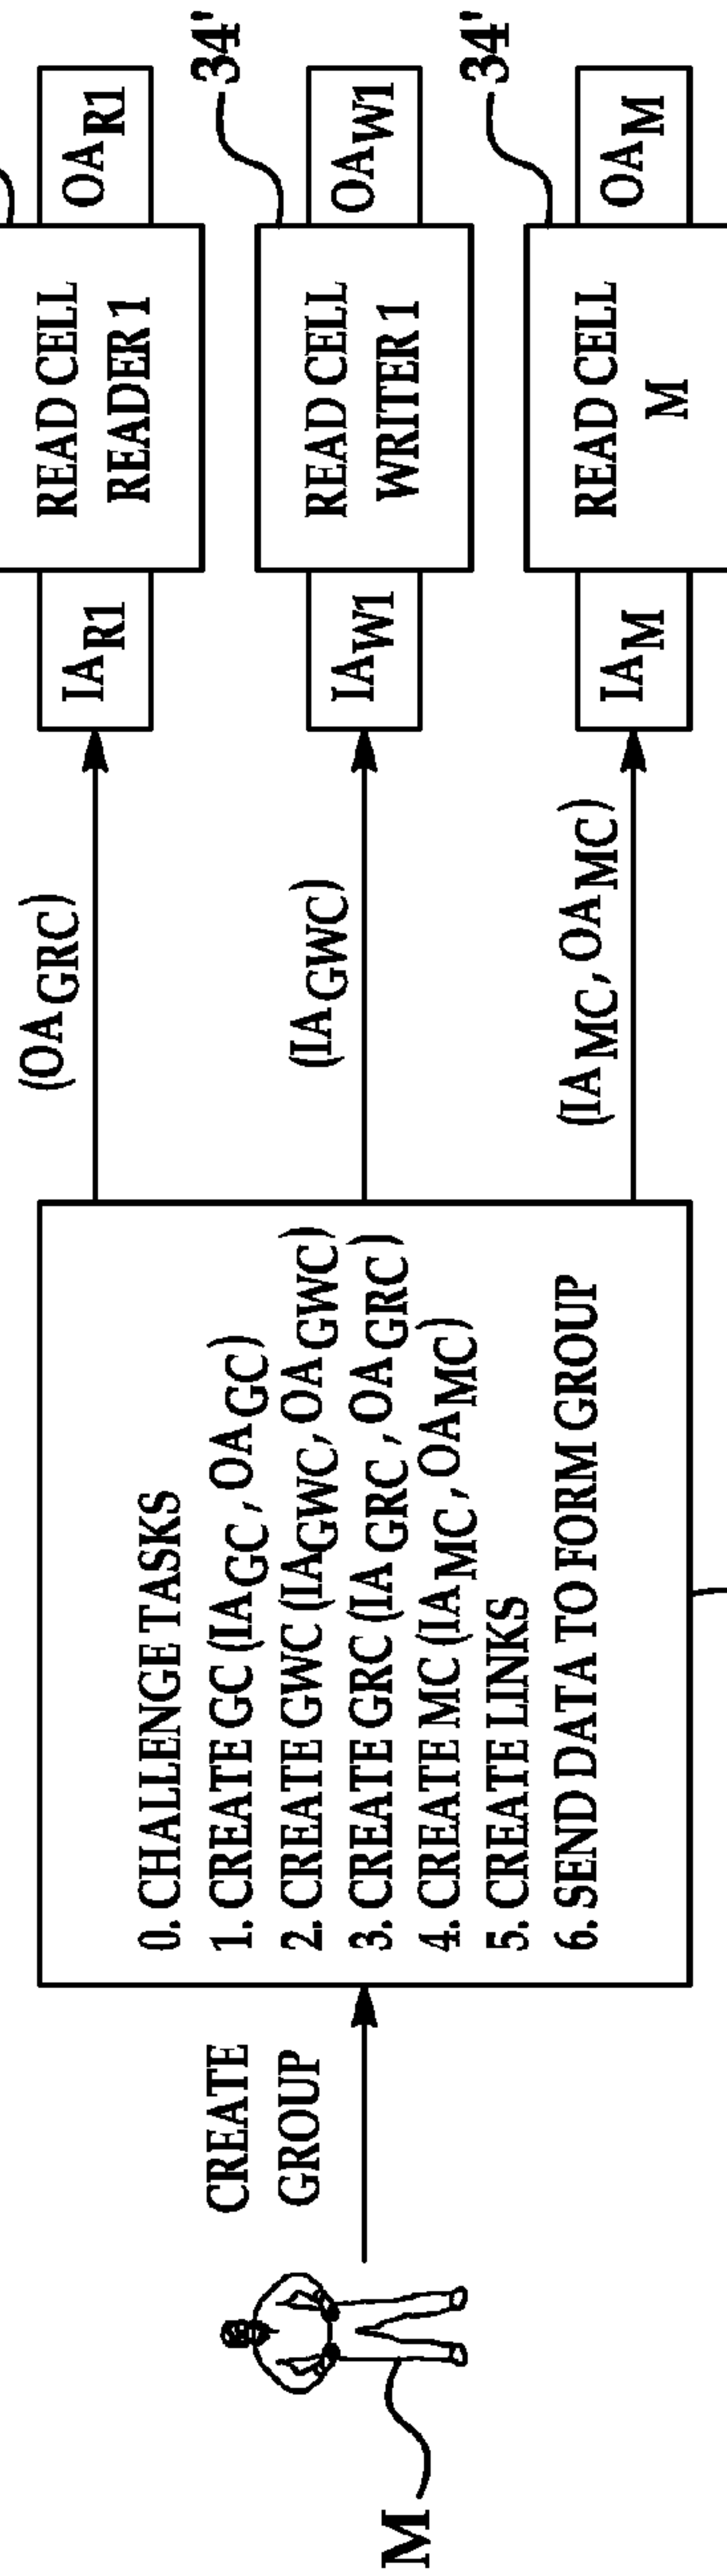 M
CREATE
GROUP
0. CHALLENGE TASKS
1. CREATE GC (IAGC , OAGC)
2. CREATE GWC (IAGWC, OAGWC)
3. CREATE GRC (IAGRC , OAGRC)
4. CREATE MC (IAMC , OAMC)
5. CREATE LINKS
6. SEND DATA TO FORM GROUP
(OAGRC)
IAR1
READ CELL
READER 1
OAR1
(IAGWC)
IAW1
READ CELL
WRITER 1
OAW1
34'
(IAMC, OAMC)
IAM
READ CELL
M
OAM
34'